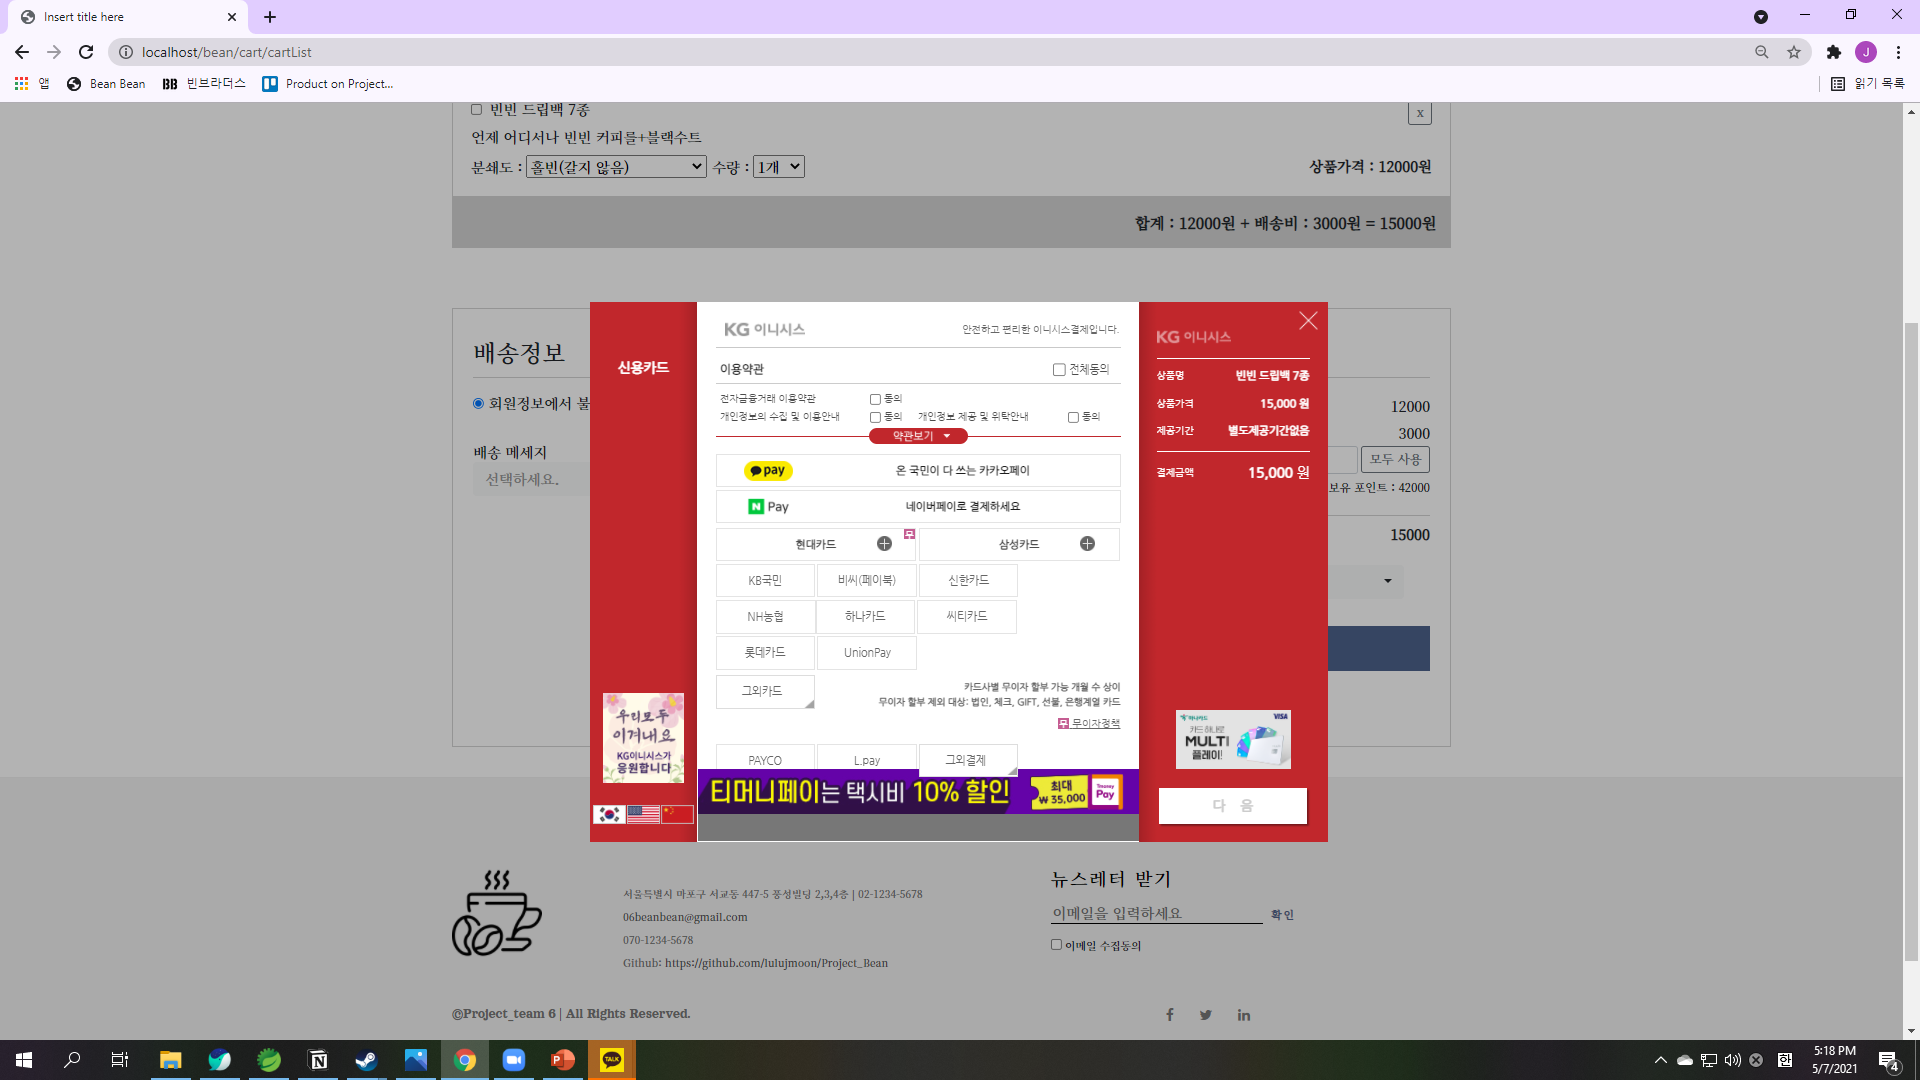 Insert title here
localhost/bean/cart/cartList
J
앱
Bean Bean
BB 빈브라더스
Product on Project...
읽기 목록
빈빈 드립백 7종
x
언제 어디서나 빈빈 커피를+블랙수트
분쇄도 : 홀빈(갈지 않음) 수량 : 1개
상품가격 : 12000원
합계 : 12000원 + 배송비 : 3000원 = 15000원
배송정보
회원정보에서 불
배송 메세지
선택하세요.
12000
3000
모두 사용
보유 포인트 : 42000
15000
신용카드
우리모두
이겨내요
KG이니시스가
응원합니다
KG 이니시스
안전하고 편리한 이니시스결제입니다.
이용약관
전체동의
전자금융거래 이용약관 동의
개인정보의 수집 및 이용안내 동의 개인정보 제공 및 위탁안내 동의
약관보기
pay 온 국민이 다 쓰는 카카오페이
N Pay 네이버페이로 결제하세요
현대카드 무 삼성카드
KB국민 비씨(페이북) 신한카드
NH농협 하나카드 씨티카드
롯데카드 UnionPay
그외카드
카드사별 무이자 할부 가능 개월 수 상이
무이자 할부 제외 대상: 법인, 체크, GIFT, 선불, 은행계열 카드
무 무이자정책
PAYCO L.pay 그외결제
티머니페이는 택시비 10% 할인
최대
₩ 35,000
Tmoney
Pay
KG 이니시스
상품명 빈빈 드립백 7종
상품가격 15,000 원
제공기간 별도제공기간없음
결제금액 15,000 원
하나카드 VISA
카드 하나로
MULTI
플레이!
다 음
서울특별시 마포구 서교동 447-5 풍성빌딩 2,3,4층 | 02-1234-5678
06beanbean@gmail.com
070-1234-5678
Github: https://github.com/lulujmoon/Project_Bean
뉴스레터 받기
이메일을 입력하세요 확인
이메일 수집동의
@Project_team 6 | All Rights Reserved.
TALK
한
5:18 PM
5/7/2021
4